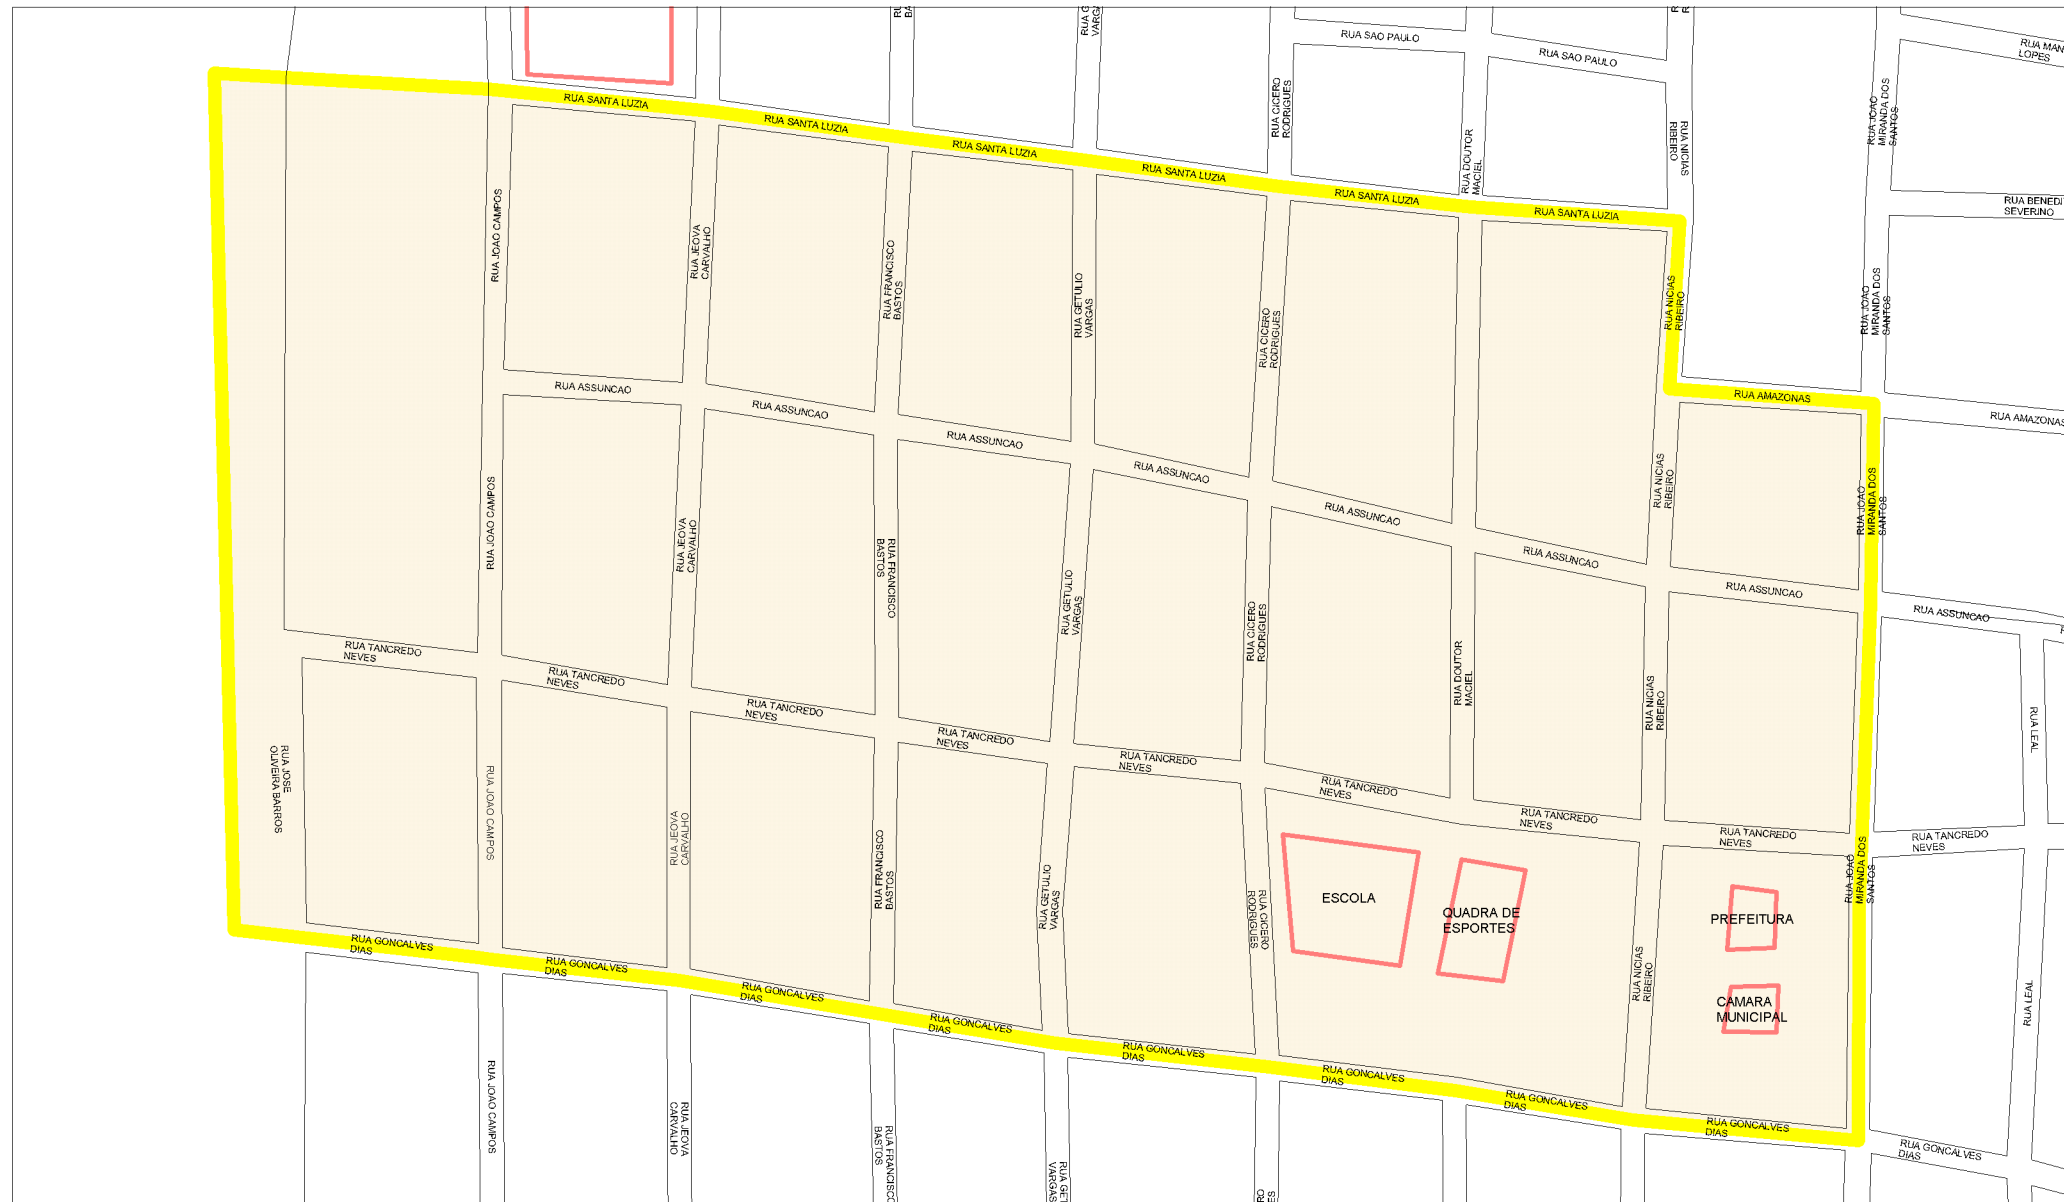 RUA SAO PAULO
RUA SAO PAULO
RUA MAN
LOPES
RUA SANTA LUZIA
RUA SANTA LUZIA
RUA SANTA LUZIA
RUA SANTA LUZIA
RUA SANTA LUZIA
RUA SANTA LUZIA
RUA CICERO
RODRIGUES
RUA DOUTOR
MACIEL
RUA NICIAS
RIBEIRO
RUA JOAO
MIRANDA DOS
SANTOS
RUA BENEDI
SEVERINO
RUA JOAO CAMPOS
RUA JEOVA
CARVALHO
RUA FRANCISCO
BASTOS
RUA GETULIO
VARGAS
RUA CICERO
RODRIGUES
RUA NICIAS
RIBEIRO
RUA JOAO
MIRANDA DOS
SANTOS
RUA AMAZONAS
RUA AMAZONAS
RUA ASSUNCAO
RUA ASSUNCAO
RUA ASSUNCAO
RUA ASSUNCAO
RUA ASSUNCAO
RUA ASSUNCAO
RUA ASSUNCAO
RUA ASSUNCAO
RUA JOAO CAMPOS
RUA JEOVA
CARVALHO
RUA FRANCISCO
BASTOS
RUA GETULIO
VARGAS
RUA CICERO
RODRIGUES
RUA DOUTOR
MACIEL
RUA NICIAS
RIBEIRO
RUA NICIAS
RIBEIRO
RUA JOAO
MIRANDA DOS
SANTOS
RUA TANCREDO
NEVES
RUA TANCREDO
NEVES
RUA TANCREDO
NEVES
RUA TANCREDO
NEVES
RUA TANCREDO
NEVES
RUA TANCREDO
NEVES
RUA TANCREDO
NEVES
RUA TANCREDO
NEVES
RUA TANCREDO
NEVES
RUA LEAL
RUA JOSE
OLIVEIRA BARROS
RUA JOAO CAMPOS
RUA JEOVA
CARVALHO
RUA FRANCISCO
BASTOS
RUA GETULIO
VARGAS
RUA CICERO
RODRIGUES
ESCOLA
QUADRA DE
ESPORTES
RUA NICIAS
RIBEIRO
PREFEITURA
CAMARA
MUNICIPAL
RUA JOAO
MIRANDA DOS
SANTOS
RUA LEAL
RUA GONCALVES
DIAS
RUA GONCALVES
DIAS
RUA GONCALVES
DIAS
RUA GONCALVES
DIAS
RUA GONCALVES
DIAS
RUA GONCALVES
DIAS
RUA GONCALVES
DIAS
RUA GONCALVES
DIAS
RUA GONCALVES
DIAS
RUA JOAO CAMPOS
RUA JEOVA
CARVALHO
RUA FRANCISCO
BASTOS
RUA GET
VARGAS